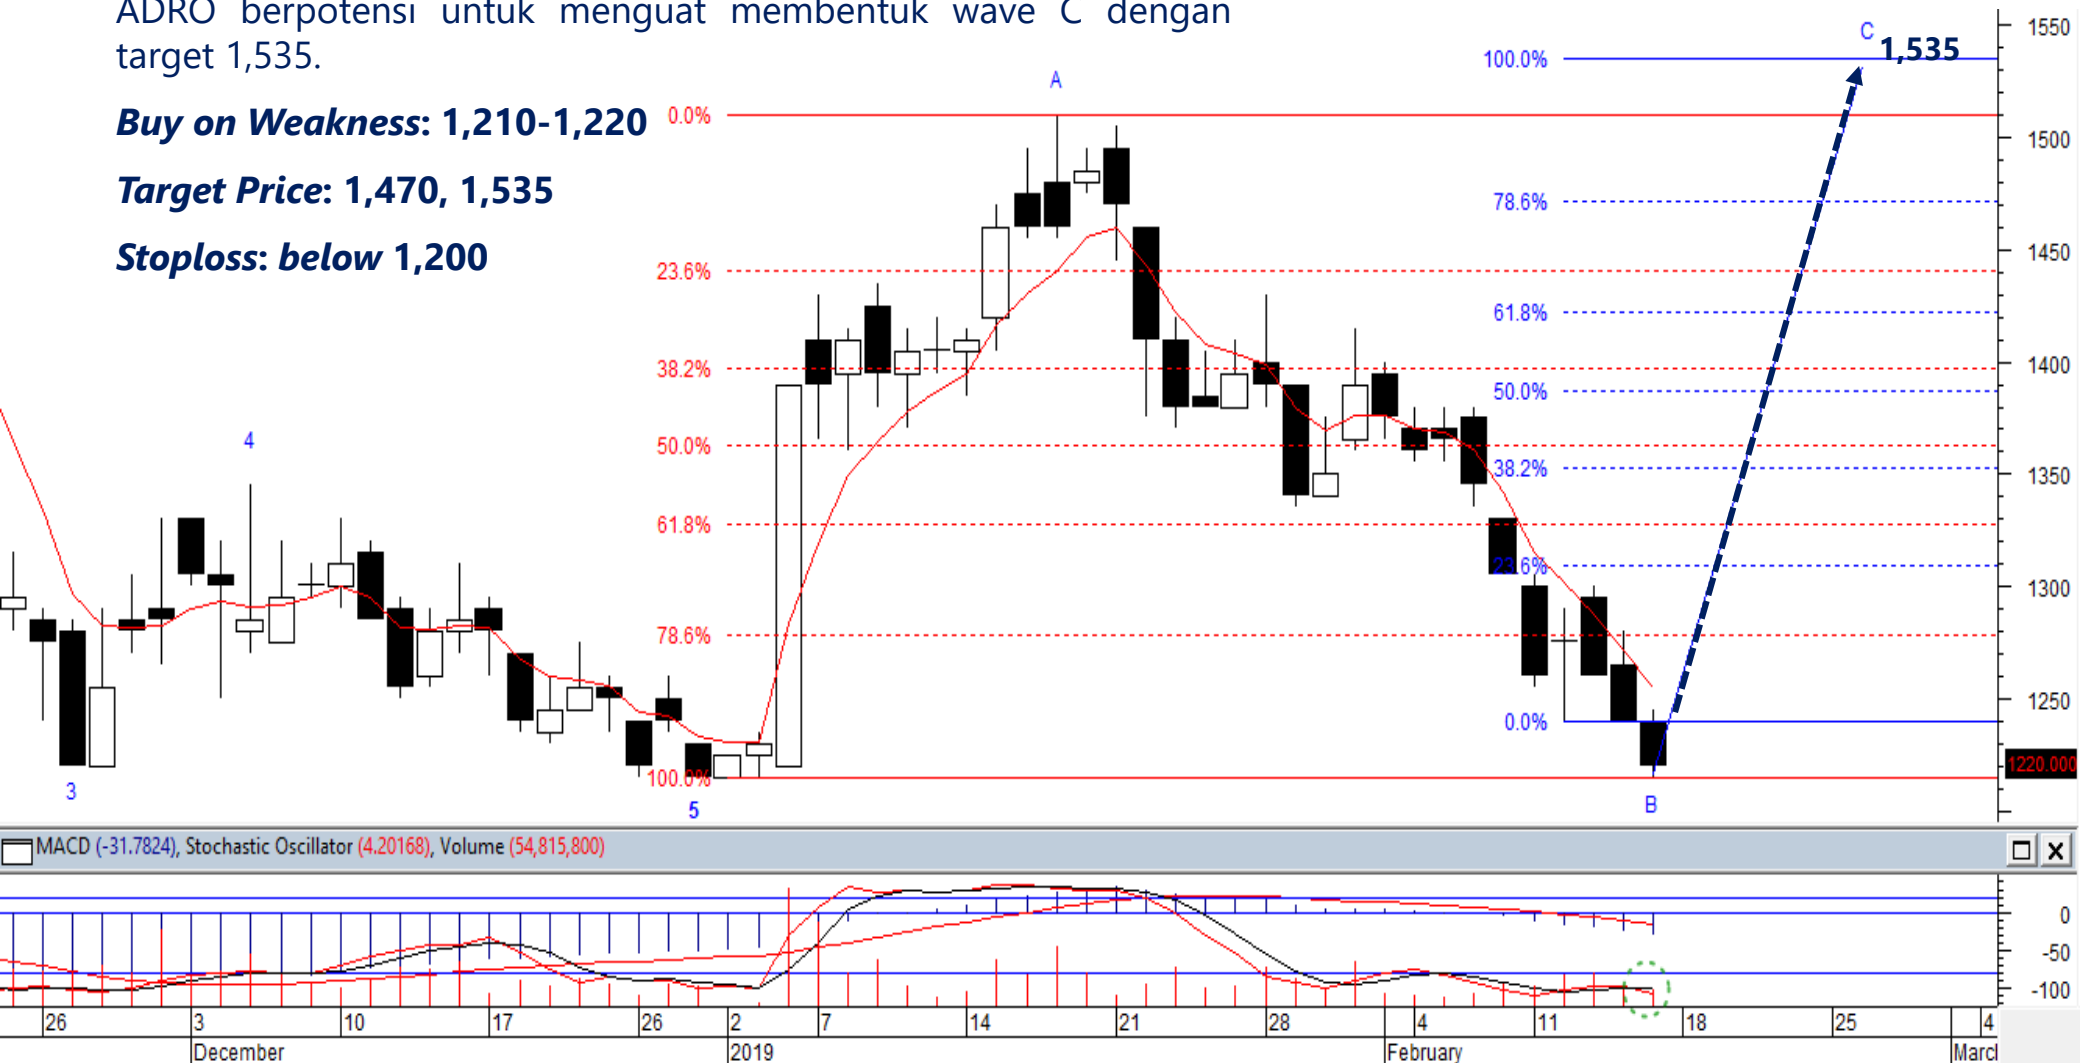 ADRO berpotensi untuk menguat membentuk wave C dengan
target 1,535.
Buy on Weakness: 1,210-1,220
Target Price: 1,470, 1,535
Stoploss: below 1,200
A
C
1,535
4
3
5
B
0.0%
23.6%
38.2%
50.0%
61.8%
78.6%
100.0%
100.0%
78.6%
61.8%
50.0%
38.2%
23.6%
0.0%
1550
1500
1450
1400
1350
1300
1250
1220.000
MACD (-31.7824), Stochastic Oscillator (4.20168), Volume (54,815,800)
0
-50
-100
26 3 10 17 26 2 7 14 21 28 4 11 18 25 4
December 2019 February